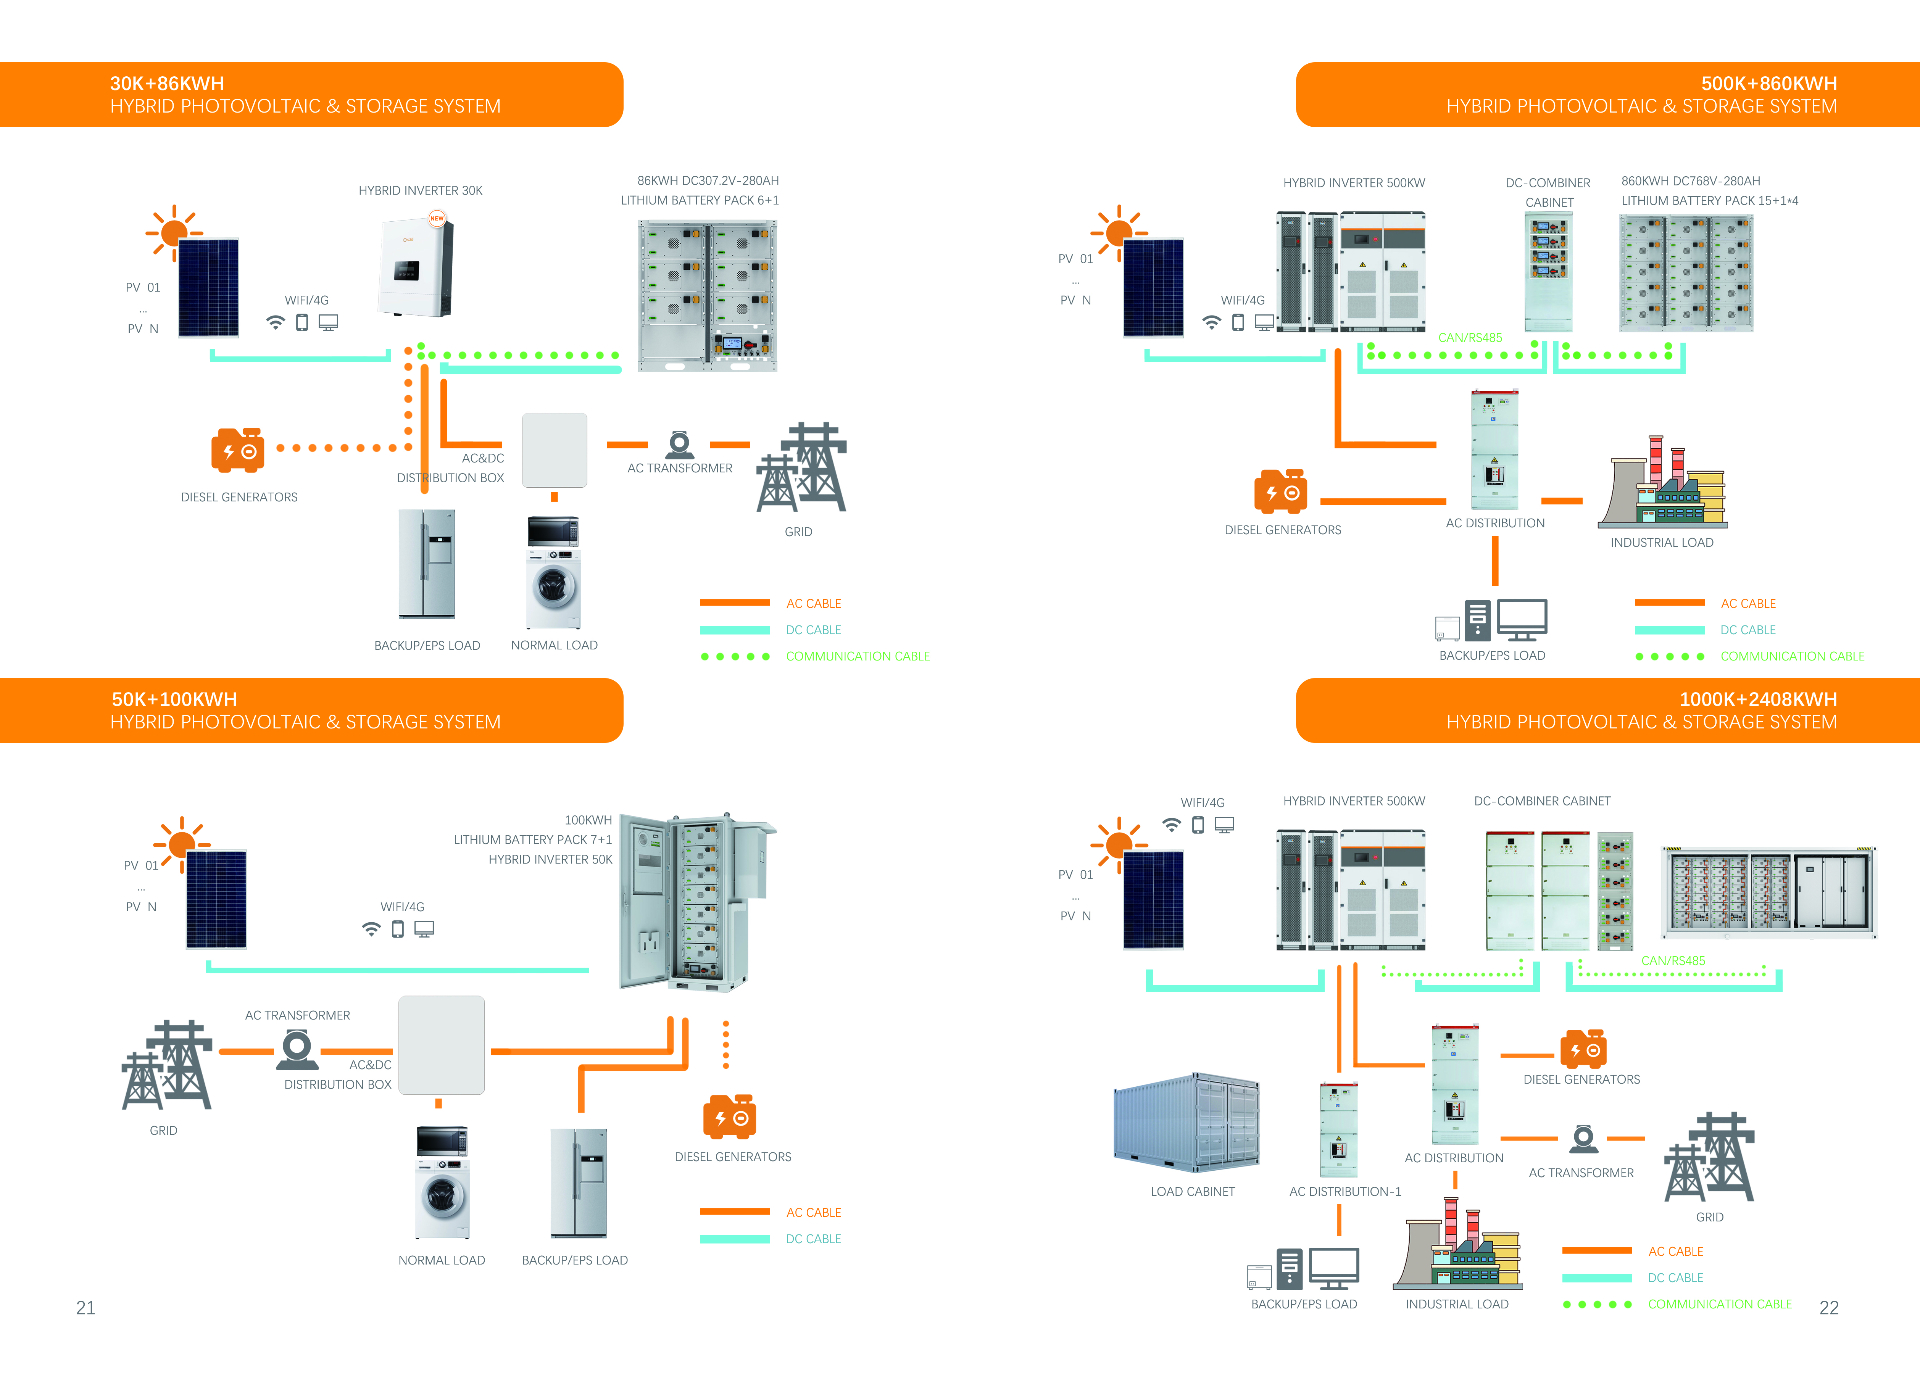 30K+86KWH
HYBRID PHOTOVOLTAIC & STORAGE SYSTEM
HYBRID INVERTER 30K
NEW
86KWH DC307.2V-280AH
LITHIUM BATTERY PACK 6+1
PV 01
...
PV N
WIFI/4G
DIESEL GENERATORS
AC&DC
DISTRIBUTION BOX
AC TRANSFORMER
GRID
BACKUP/EPS LOAD
NORMAL LOAD
AC CABLE
DC CABLE
COMMUNICATION CABLE
500K+860KWH
HYBRID PHOTOVOLTAIC & STORAGE SYSTEM
HYBRID INVERTER 500KW
DC-COMBINER
CABINET
860KWH DC768V-280AH
LITHIUM BATTERY PACK 15+1*4
PV 01
...
PV N
WIFI/4G
CAN/RS485
DIESEL GENERATORS
AC DISTRIBUTION
INDUSTRIAL LOAD
BACKUP/EPS LOAD
AC CABLE
DC CABLE
COMMUNICATION CABLE
50K+100KWH
HYBRID PHOTOVOLTAIC & STORAGE SYSTEM
100KWH
LITHIUM BATTERY PACK 7+1
HYBRID INVERTER 50K
PV 01
...
PV N
WIFI/4G
AC TRANSFORMER
AC&DC
DISTRIBUTION BOX
GRID
DIESEL GENERATORS
NORMAL LOAD
BACKUP/EPS LOAD
AC CABLE
DC CABLE
21
1000K+2408KWH
HYBRID PHOTOVOLTAIC & STORAGE SYSTEM
WIFI/4G
HYBRID INVERTER 500KW
DC-COMBINER CABINET
PV 01
...
PV N
CAN/RS485
DIESEL GENERATORS
AC DISTRIBUTION
AC TRANSFORMER
GRID
LOAD CABINET
AC DISTRIBUTION-1
BACKUP/EPS LOAD
INDUSTRIAL LOAD
AC CABLE
DC CABLE
COMMUNICATION CABLE
22